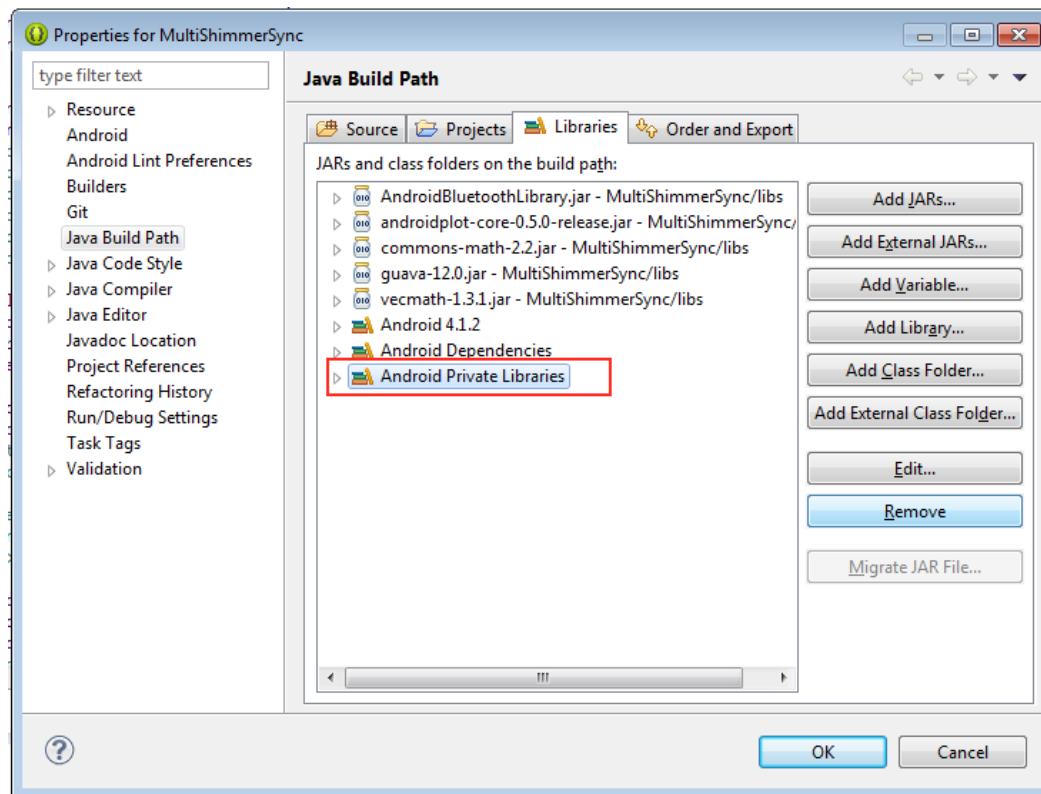 Properties for MultiShimmerSync
type filter text
Resource
Android
Android Lint Preferences
Builders
Git
Java Build Path
Java Code Style
Java Compiler
Java Editor
Javadoc Location
Project References
Refactoring History
Run/Debug Settings
Task Tags
Validation
Java Build Path
Source
Projects
Libraries
Order and Export
JARs and class folders on the build path:
AndroidBluetoothLibrary.jar - MultiShimmerSync/libs
androidplot-core-0.5.0-release.jar - MultiShimmerSync/
commons-math-2.2.jar - MultiShimmerSync/libs
guava-12.0.jar - MultiShimmerSync/libs
vecmath-1.3.1.jar - MultiShimmerSync/libs
Android 4.1.2
Android Dependencies
Android Private Libraries
Add JARs...
Add External JARs...
Add Variable...
Add Library...
Add Class Folder...
Add External Class Folder...
Edit...
Remove
Migrate JAR File...
?
OK
Cancel